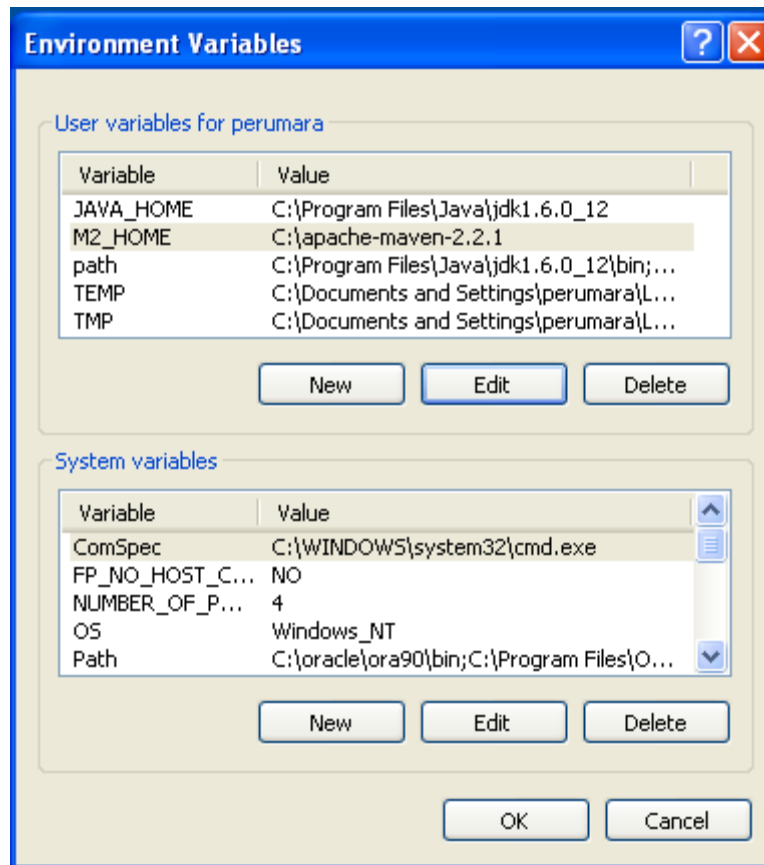 Environment Variables
User variables for perumara
Variable Value
JAVA_HOME C:\Program Files\Java\jdk1.6.0_12
M2_HOME C:\apache-maven-2.2.1
path C:\Program Files\Java\jdk1.6.0_12\bin;...
TEMP C:\Documents and Settings\perumara\L...
TMP C:\Documents and Settings\perumara\L...
New Edit Delete
System variables
Variable Value
ComSpec C:\WINDOWS\system32\cmd.exe
FP_NO_HOST_C... NO
NUMBER_OF_P... 4
OS Windows_NT
Path C:\oracle\ora90\bin;C:\Program Files\O...
New Edit Delete
OK Cancel